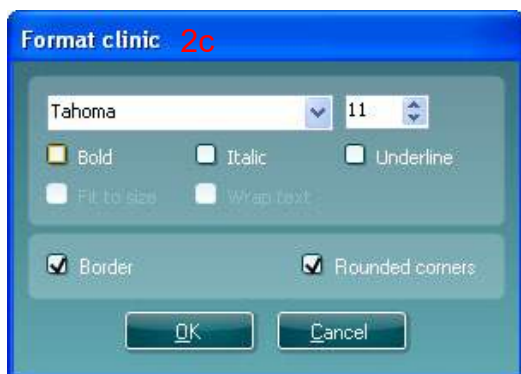 Format clinic 2c
Tahoma 11
Bold Italic Underline
Fit to size Wrap text
Border Rounded corners
OK Cancel